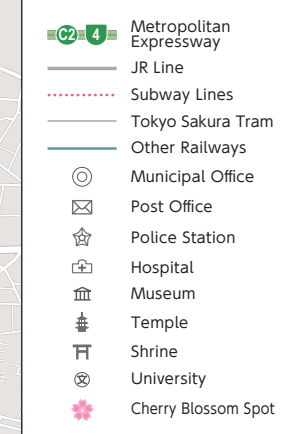 C2 4 Metropolitan
Expressway
JR Line
Subway Lines
Tokyo Sakura Tram
Other Railways
Municipal Office
Post Office
Police Station
Hospital
Museum
Temple
Shrine
文 University
Cherry Blossom Spot